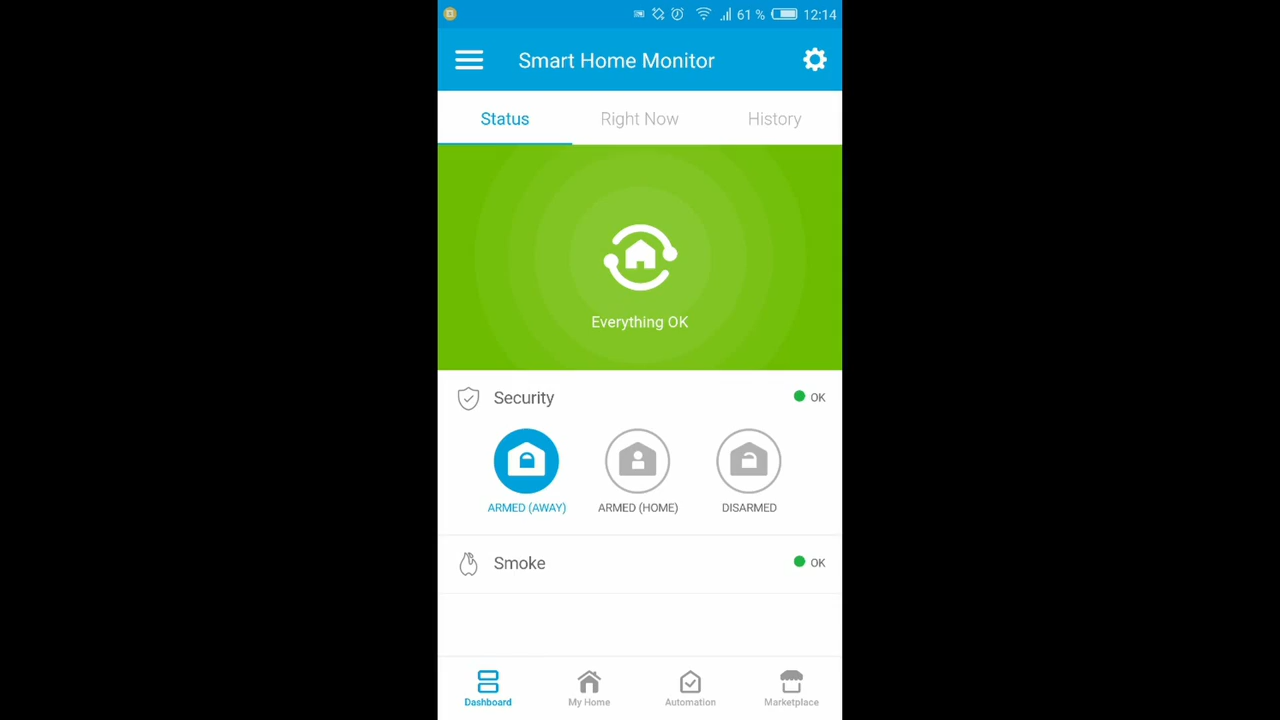 61 % 12:14
Smart Home Monitor
Status Right Now History
Everything OK
Security OK
ARMED (AWAY) ARMED (HOME) DISARMED
Smoke OK
Dashboard My Home Automation Marketplace